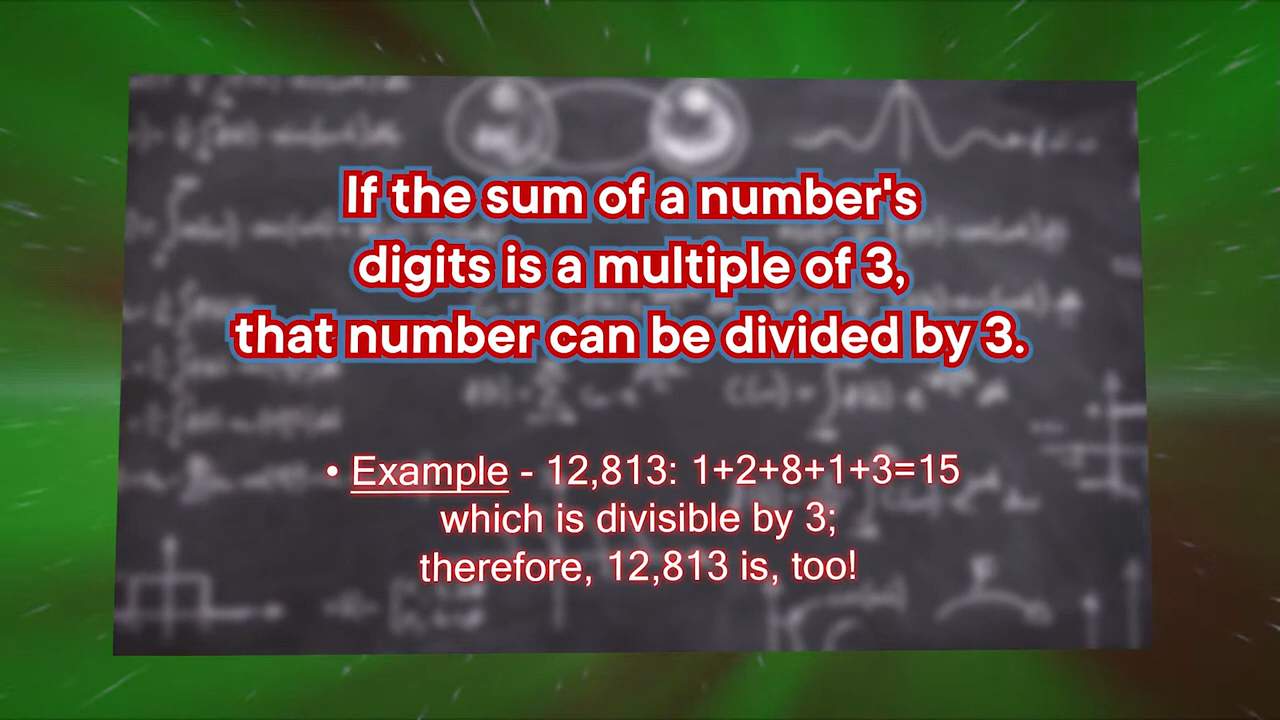 If the sum of a number's
digits is a multiple of 3,
that number can be divided by 3.
• Example - 12,813: 1+2+8+1+3=15
which is divisible by 3;
therefore, 12,813 is, too!